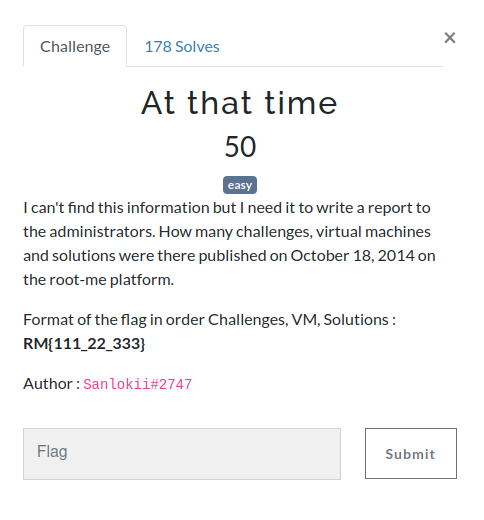 Challenge
178 Solves
×
At that time
50
easy
I can't find this information but I need it to write a report to
the administrators. How many challenges, virtual machines
and solutions were there published on October 18, 2014 on
the root-me platform.
Format of the flag in order Challenges, VM, Solutions :
RM{111_22_333}
Author : Sanlokii#2747
Flag
Submit